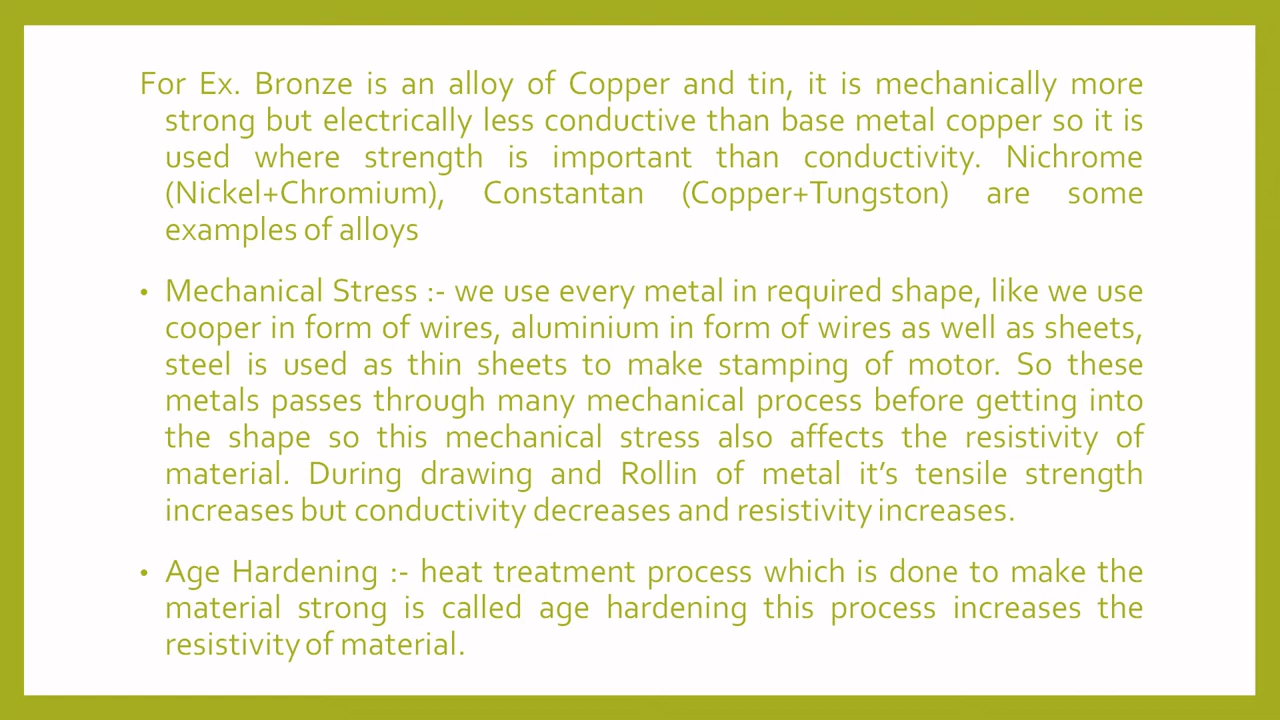 For Ex. Bronze is an alloy of Copper and tin, it is mechanically more
strong but electrically less conductive than base metal copper so it is
used where strength is important than conductivity. Nichrome
(Nickel+Chromium), Constantan (Copper+Tungston) are some
examples of alloys
• Mechanical Stress :- we use every metal in required shape, like we use
cooper in form of wires, aluminium in form of wires as well as sheets,
steel is used as thin sheets to make stamping of motor. So these
metals passes through many mechanical process before getting into
the shape so this mechanical stress also affects the resistivity of
material. During drawing and Rollin of metal it’s tensile strength
increases but conductivity decreases and resistivity increases.
• Age Hardening :- heat treatment process which is done to make the
material strong is called age hardening this process increases the
resistivity of material.